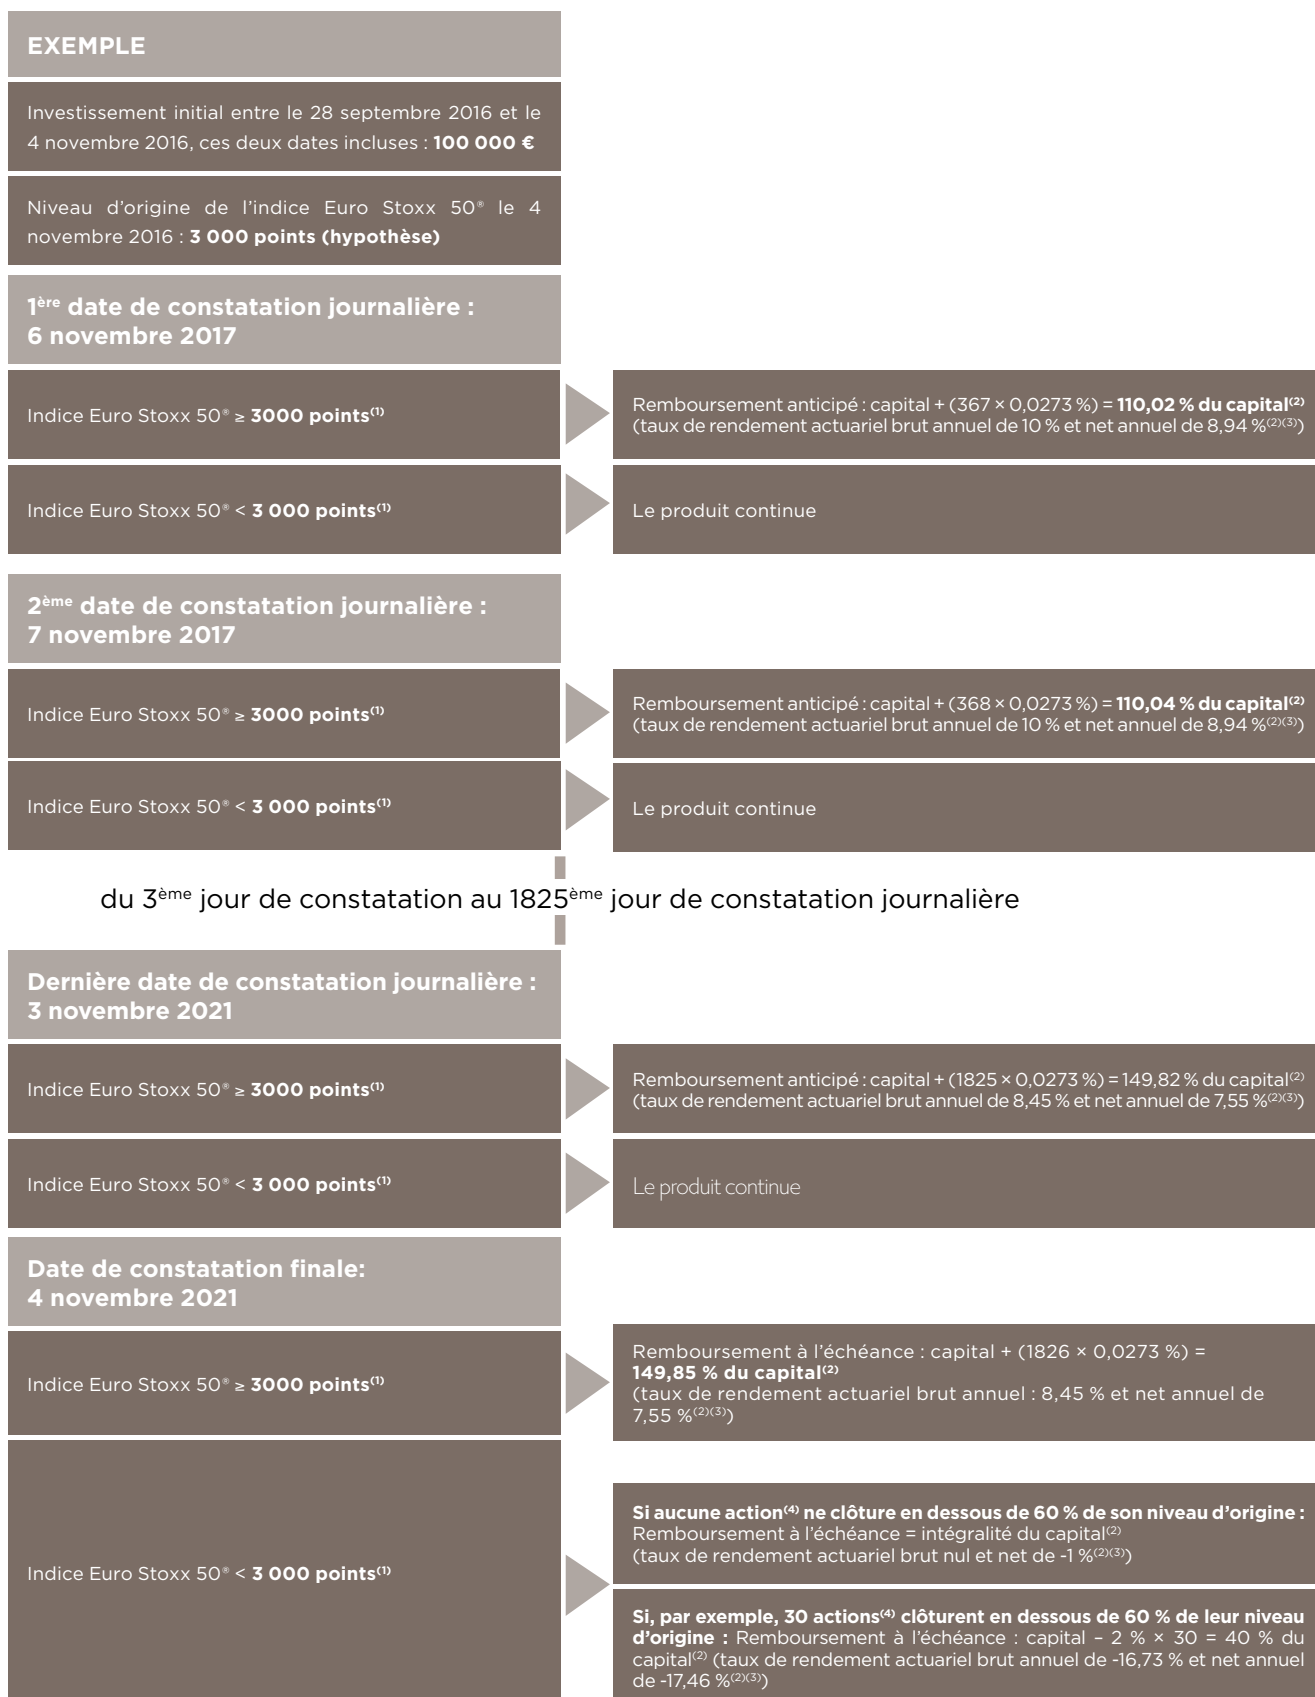 EXEMPLE
Investissement initial entre le 28 septembre 2016 et le
4 novembre 2016, ces deux dates incluses : 100 000 €
Niveau d'origine de l'indice Euro Stoxx 50® le 4
novembre 2016 : 3 000 points (hypothèse)
1ère date de constatation journalière :
6 novembre 2017
Indice Euro Stoxx 50® ≥ 3000 points(1)
Remboursement anticipé : capital + (367 × 0,0273 %) = 110,02 % du capital(2)
(taux de rendement actuariel brut annuel de 10 % et net annuel de 8,94 %(2)(3))
Indice Euro Stoxx 50® < 3 000 points(1)
Le produit continue
2ème date de constatation journalière :
7 novembre 2017
Indice Euro Stoxx 50® ≥ 3000 points(1)
Remboursement anticipé : capital + (368 × 0,0273 %) = 110,04 % du capital(2)
(taux de rendement actuariel brut annuel de 10 % et net annuel de 8,94 %(2)(3))
Indice Euro Stoxx 50® < 3 000 points(1)
Le produit continue
du 3ème jour de constatation au 1825ème jour de constatation journalière
Dernière date de constatation journalière :
3 novembre 2021
Indice Euro Stoxx 50® ≥ 3000 points(1)
Remboursement anticipé : capital + (1825 × 0,0273 %) = 149,82 % du capital(2)
(taux de rendement actuariel brut annuel de 8,45 % et net annuel de 7,55 %(2)(3))
Indice Euro Stoxx 50® < 3 000 points(1)
Le produit continue
Date de constatation finale:
4 novembre 2021
Indice Euro Stoxx 50® ≥ 3000 points(1)
Remboursement à l'échéance : capital + (1826 × 0,0273 %) =
149,85 % du capital(2)
(taux de rendement actuariel brut annuel : 8,45 % et net annuel de
7,55 %(2)(3))
Indice Euro Stoxx 50® < 3 000 points(1)
Si aucune action(4) ne clôture en dessous de 60 % de son niveau d'origine :
Remboursement à l'échéance = intégralité du capital(2)
(taux de rendement actuariel brut nul et net de -1 %(2)(3))
Si, par exemple, 30 actions(4) clôturent en dessous de 60 % de leur niveau
d'origine : Remboursement à l'échéance : capital – 2 % × 30 = 40 % du
capital(2) (taux de rendement actuariel brut annuel de -16,73 % et net annuel
de -17,46 %(2)(3))